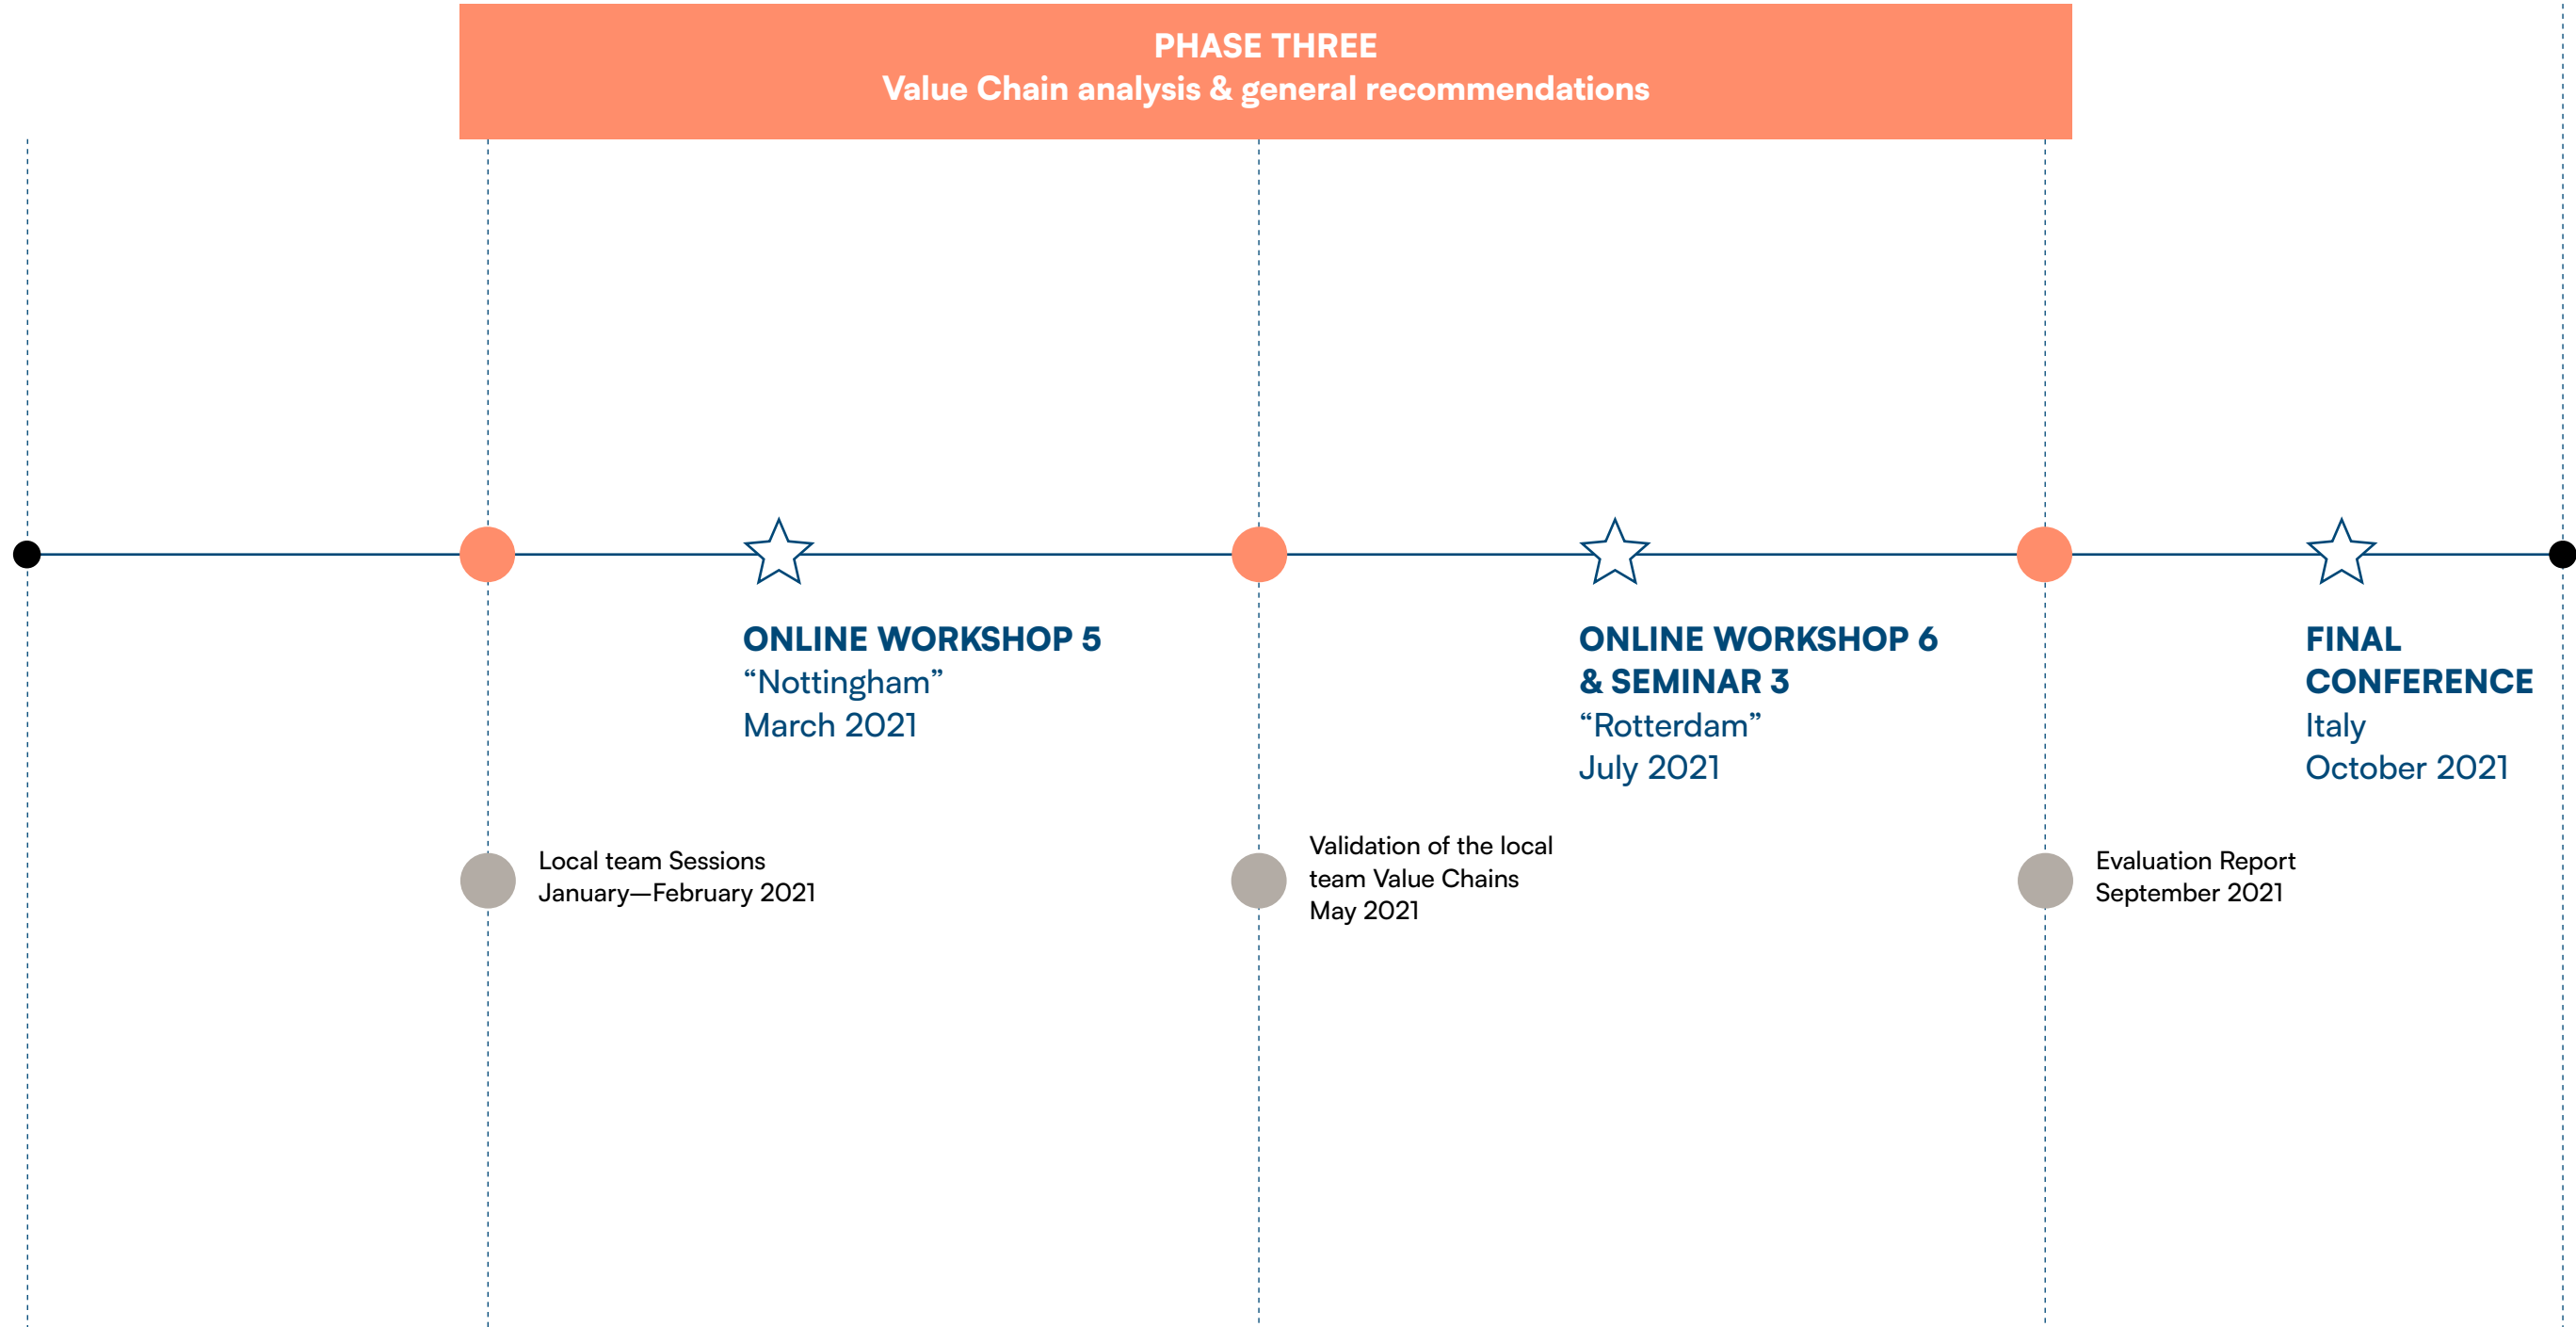 PHASE THREE
Value Chain analysis & general recommendations
ONLINE WORKSHOP 5
“Nottingham”
March 2021
ONLINE WORKSHOP 6
& SEMINAR 3
“Rotterdam”
July 2021
FINAL
CONFERENCE
Italy
October 2021
Local team Sessions
January—February 2021
Validation of the local
team Value Chains
May 2021
Evaluation Report
September 2021